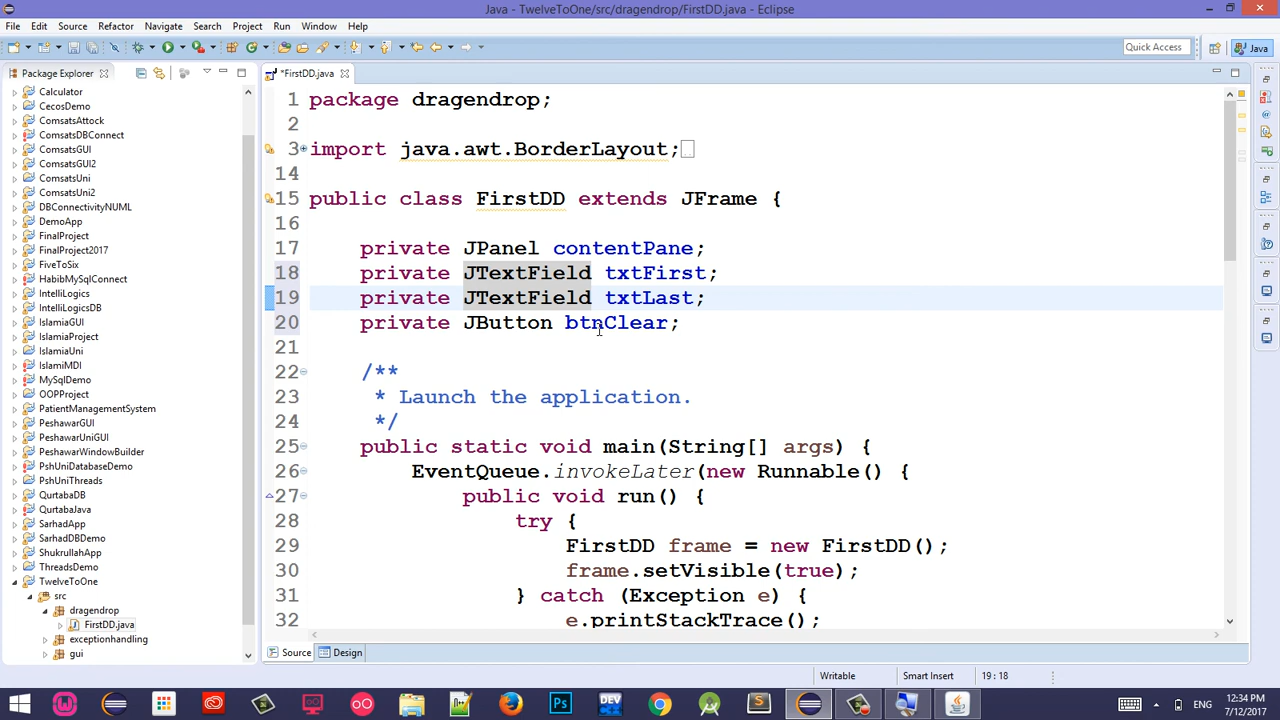 Java - TwelveToOne/src/dragendrop/FirstDD.java - Eclipse
File Edit Source Refactor Navigate Search Project Run Window Help
Quick Access
Java
Package Explorer
*FirstDD.java
Calculator
CecosDemo
ComsatsAttock
ComsatsDBConnect
ComsatsGUI
ComsatsGUI2
ComsatsUni
ComsatsUni2
DBConnectivityNUML
DemoApp
FinalProject
FinalProject2017
FiveToSix
HabibMySqlConnect
IntelliLogics
IntelliLogicsDB
IslamiaGUI
IslamiaProject
IslamiaUni
IslamiMDI
MySqlDemo
OOPProject
PatientManagementSystem
PeshawarGUI
PeshawarUniGUI
PeshawerWindowBuilder
PshUniDatabaseDemo
PshUniThreads
QurtabaDB
QurtabaJava
SarhadApp
SarhadDBDemo
ShukrullahApp
ThreadsDemo
TwelveToOne
src
dragendrop
FirstDD.java
exceptionhandling
gui
1 package dragendrop;
2
3 import java.awt.BorderLayout;
14
15 public class FirstDD extends JFrame {
16
17 private JPanel contentPane;
18 private JTextField txtFirst;
19 private JTextField txtLast;
20 private JButton btnClear;
21
22 /**
23 * Launch the application.
24 */
25 public static void main(String[] args) {
26 EventQueue.invokeLater(new Runnable() {
27 public void run() {
28 try {
29 FirstDD frame = new FirstDD();
30 frame.setVisible(true);
31 } catch (Exception e) {
32 e.printStackTrace();
Source Design
Writable Smart Insert 19 : 18
Ps
DEV
ENG
12:34 PM
7/12/2017